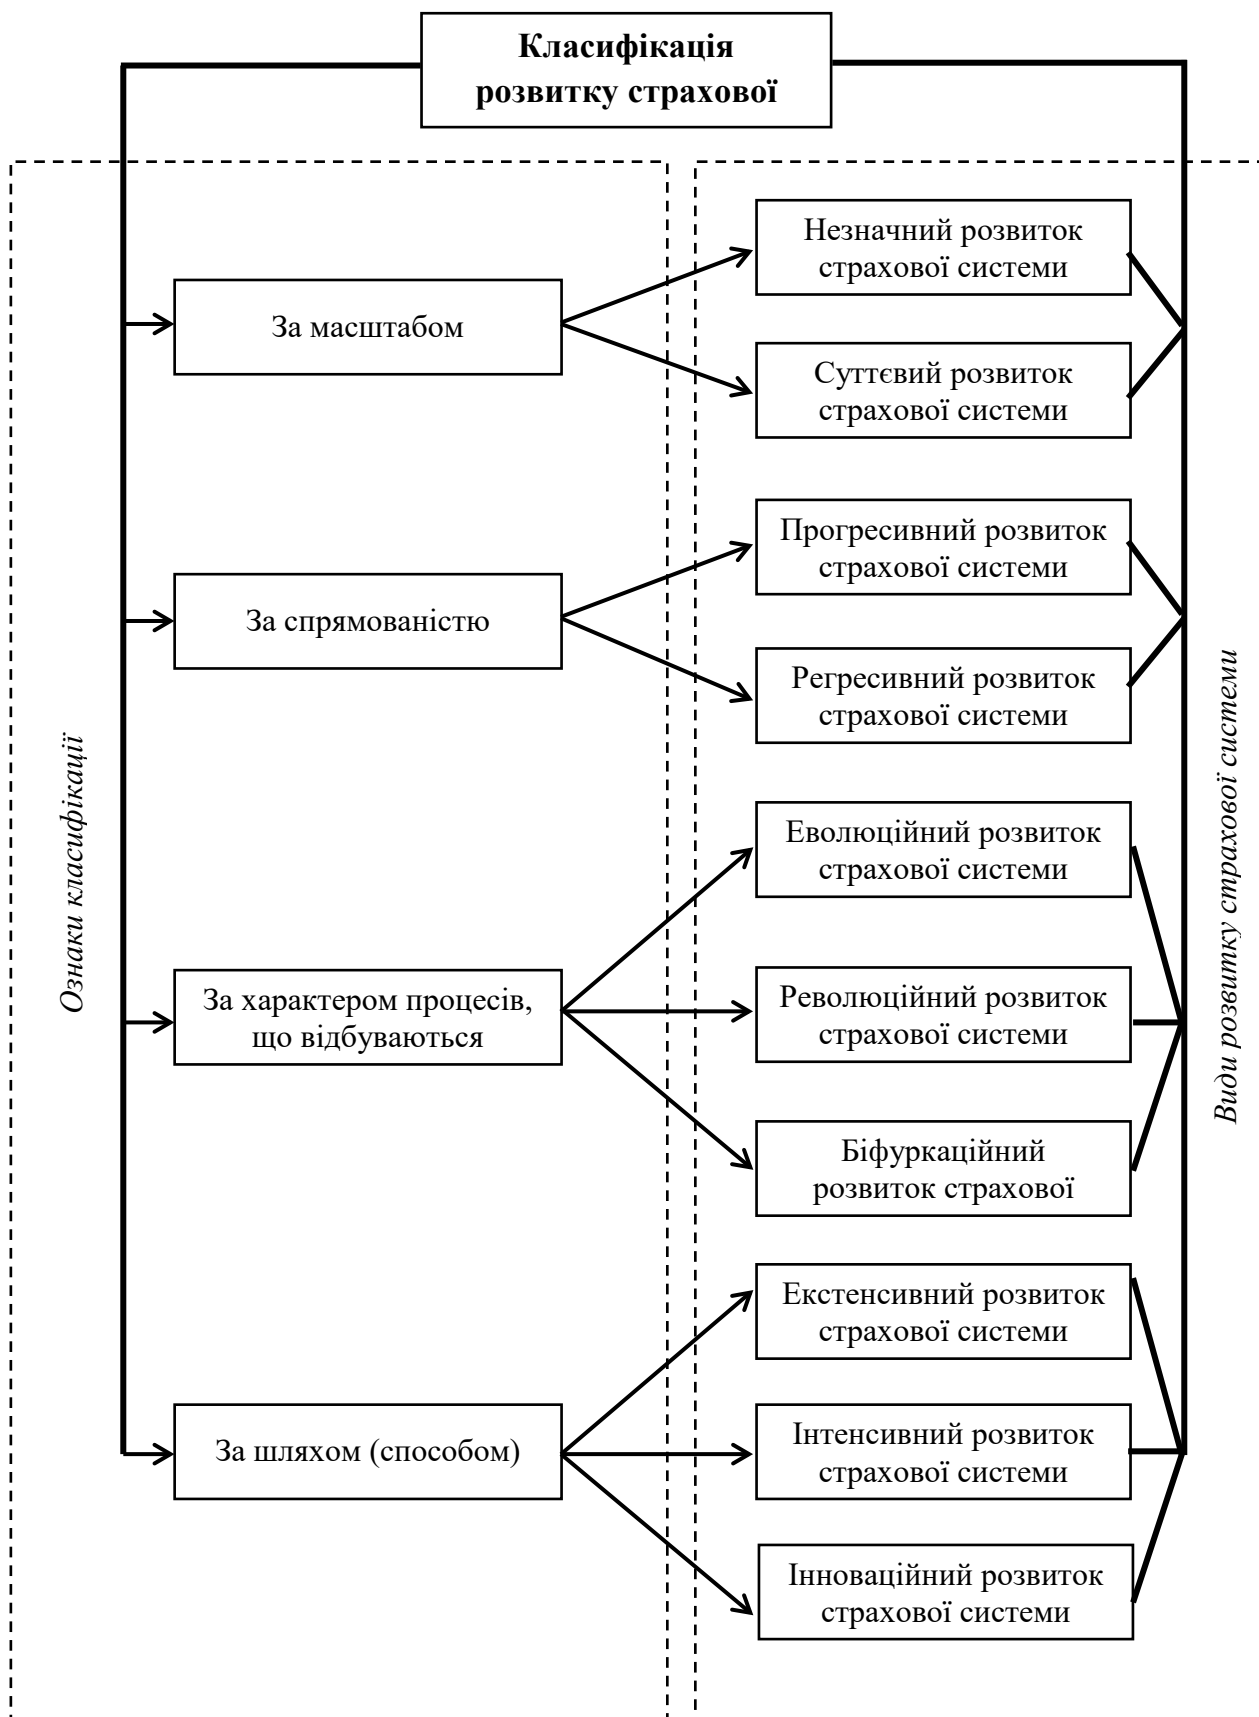 Класифікація
розвитку страхової
Ознаки класифікації
За масштабом
Незначний розвиток
страхової системи
Суттєвий розвиток
страхової системи
За спрямованістю
Прогресивний розвиток
страхової системи
Регресивний розвиток
страхової системи
За характером процесів,
що відбуваються
Еволюційний розвиток
страхової системи
Революційний розвиток
страхової системи
Біфуркаційний
розвиток страхової
За шляхом (способом)
Екстенсивний розвиток
страхової системи
Інтенсивний розвиток
страхової системи
Інноваційний розвиток
страхової системи
Види розвитку страхової системи